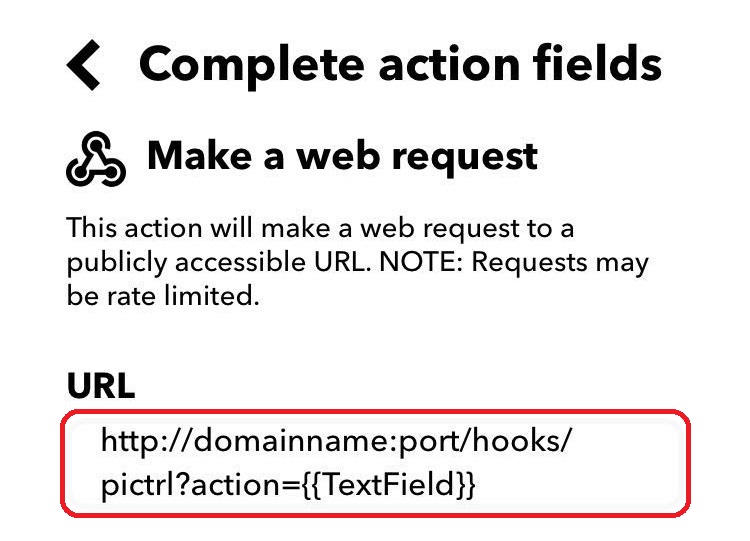 Complete action fields
Make a web request
This action will make a web request to a
publicly accessible URL. NOTE: Requests may
be rate limited.
URL
http://domainname:port/hooks/
pictrl?action={{TextField}}